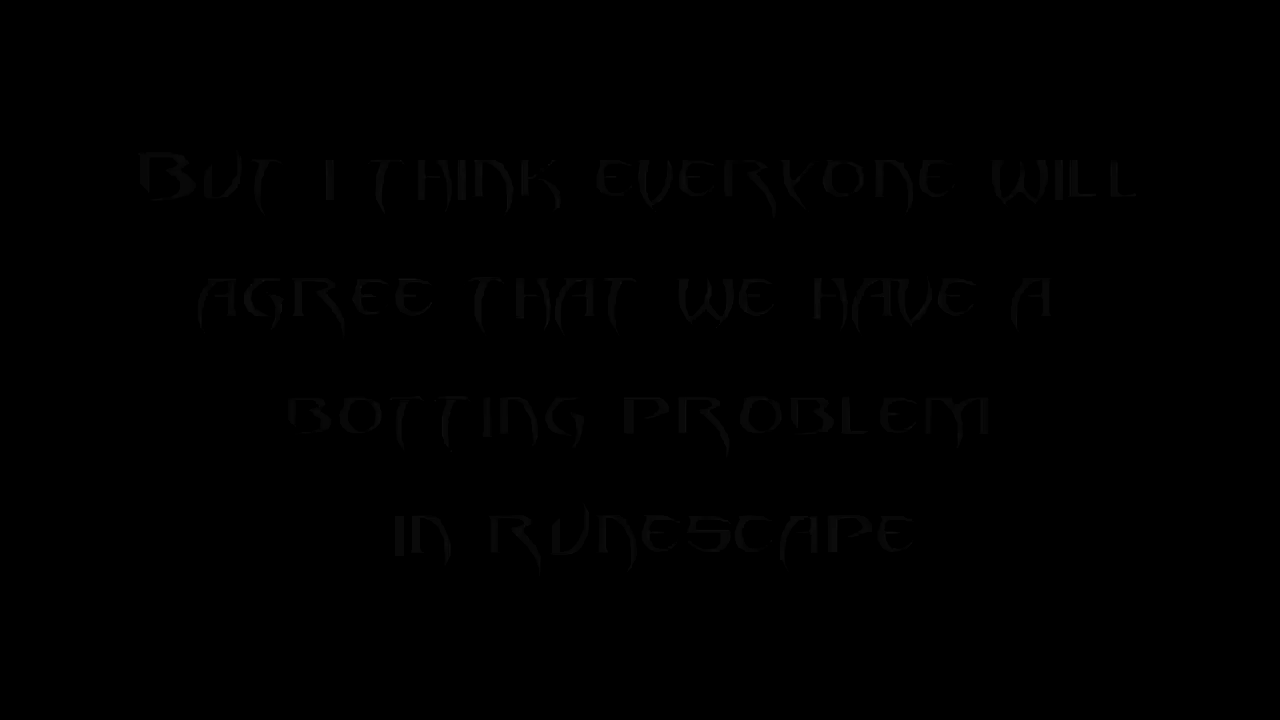 But i think everyone will
agree that we have a
botting problem
in runescape